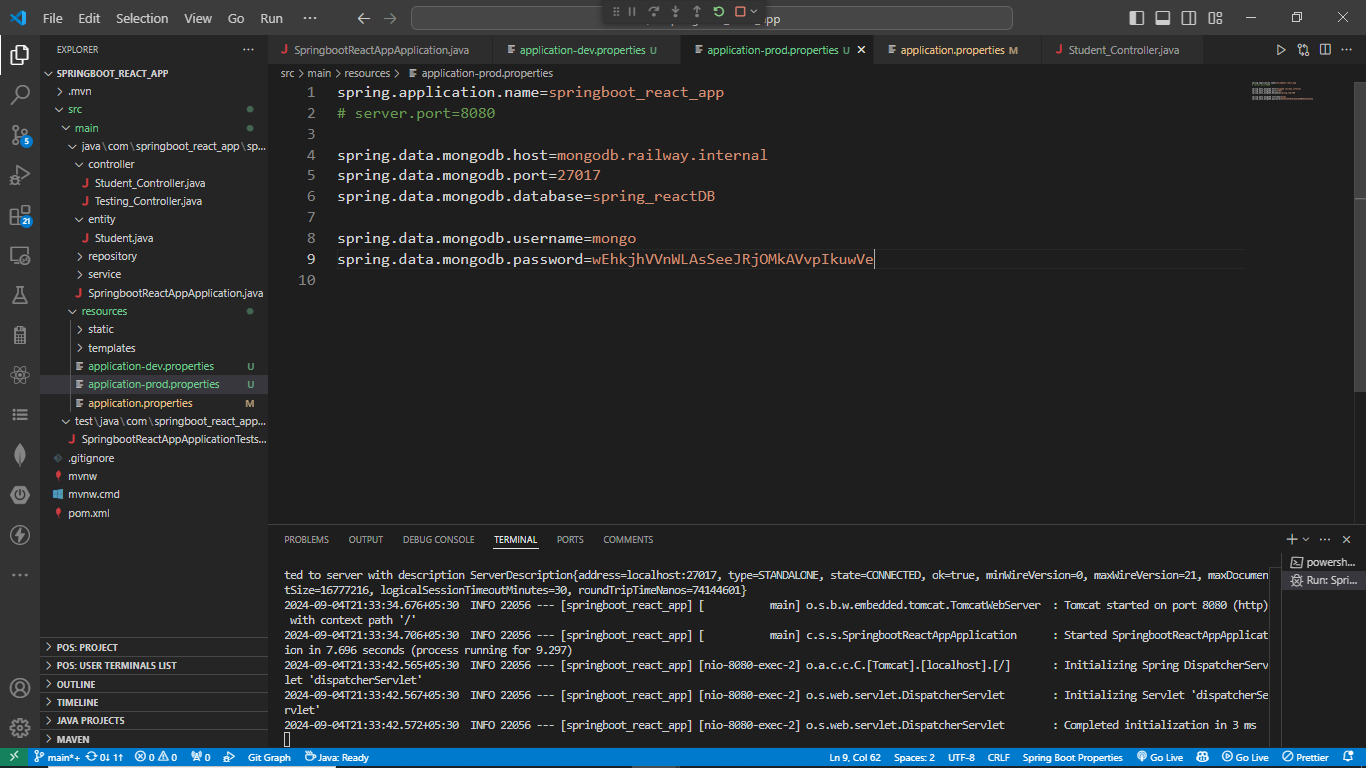 File Edit Selection View Go Run ···
_app
EXPLORER ···
SPRINGBOOT_REACT_APP
.mvn
src
main
java\com\springboot_react_app\sp...
controller
Student_Controller.java
Testing_Controller.java
entity
Student.java
repository
service
SpringbootReactAppApplication.java
resources
static
templates
application-dev.properties U
application-prod.properties U
application.properties M
test\java\com\springboot_react_app...
SpringbootReactAppApplicationTests...
.gitignore
mvnw
mvnw.cmd
pom.xml
POS: PROJECT
POS: USER TERMINALS LIST
OUTLINE
TIMELINE
JAVA PROJECTS
MAVEN
5
21
SpringbootReactAppApplication.java application-dev.properties U application-prod.properties U application.properties M Student_Controller.java
src > main > resources > application-prod.properties
1 spring.application.name=springboot_react_app
2 # server.port=8080
3
4 spring.data.mongodb.host=mongodb.railway.internal
5 spring.data.mongodb.port=27017
6 spring.data.mongodb.database=spring_reactDB
7
8 spring.data.mongodb.username=mongo
9 spring.data.mongodb.password=wEhkjhVVnWLAsSeeJRjOMkAVvpIkuwVe
10
PROBLEMS OUTPUT DEBUG CONSOLE TERMINAL PORTS COMMENTS
powersh...
Run: Spri...
ted to server with description ServerDescription{address=localhost:27017, type=STANDALONE, state=CONNECTED, ok=true, minWireVersion=0, maxWireVersion=21, maxDocumen
tSize=16777216, logicalSessionTimeoutMinutes=30, roundTripTimeNanos=74144601}
2024-09-04T21:33:34.676+05:30 INFO 22056 --- [springboot_react_app] [ main] o.s.b.w.embedded.tomcat.TomcatWebServer : Tomcat started on port 8080 (http)
with context path '/'
2024-09-04T21:33:34.706+05:30 INFO 22056 --- [springboot_react_app] [ main] c.s.s.SpringbootReactAppApplication : Started SpringbootReactAppApplicat
ion in 7.696 seconds (process running for 9.297)
2024-09-04T21:33:42.565+05:30 INFO 22056 --- [springboot_react_app] [nio-8080-exec-2] o.a.c.c.C.[Tomcat].[localhost].[/] : Initializing Spring DispatcherServ
let 'dispatcherServlet'
2024-09-04T21:33:42.567+05:30 INFO 22056 --- [springboot_react_app] [nio-8080-exec-2] o.s.web.servlet.DispatcherServlet : Initializing Servlet 'dispatcherSe
rvlet'
2024-09-04T21:33:42.572+05:30 INFO 22056 --- [springboot_react_app] [nio-8080-exec-2] o.s.web.servlet.DispatcherServlet : Completed initialization in 3 ms
main*+ 0↓ 1↑ 0 0 0 Git Graph Java: Ready Ln 9, Col 62 Spaces: 2 UTF-8 CRLF Spring Boot Properties Go Live Go Live Prettier